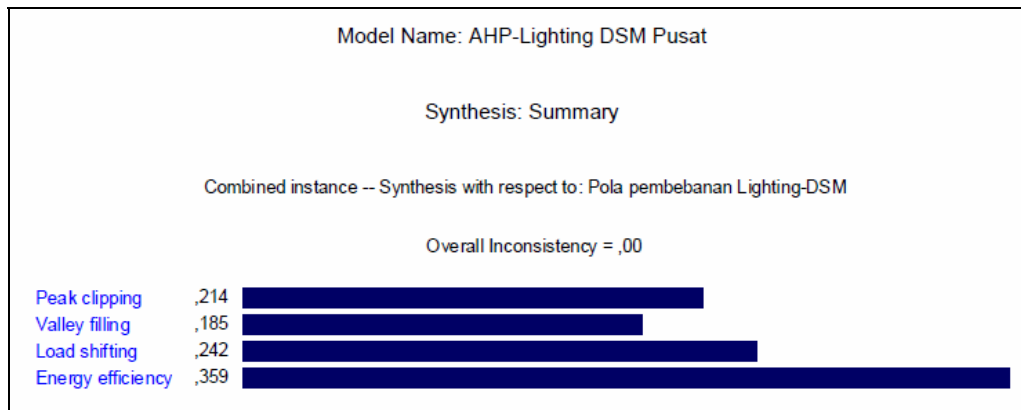 Model Name: AHP-Lighting DSM Pusat
Synthesis: Summary
Combined instance -- Synthesis with respect to: Pola pembebanan Lighting-DSM
Overall Inconsistency = ,00
Peak clipping ,214
Valley filling ,185
Load shifting ,242
Energy efficiency ,359